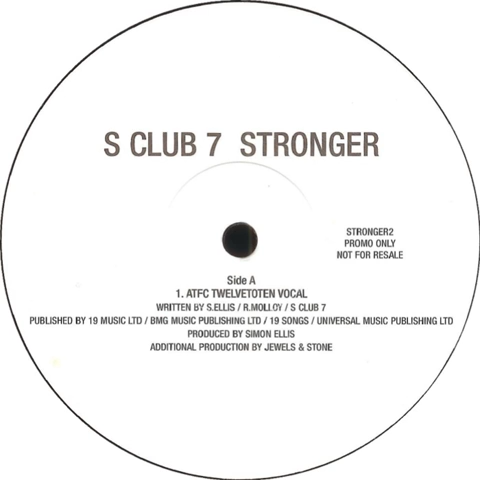 S CLUB 7 STRONGER
STRONGER2
PROMO ONLY
NOT FOR RESALE
Side A
1. ATFC TWELVETOTEN VOCAL
WRITTEN BY S.ELLIS / R.MOLLOY / S CLUB 7
PUBLISHED BY 19 MUSIC LTD / BMG MUSIC PUBLISHING LTD / 19 SONGS / UNIVERSAL MUSIC PUBLISHING LTD
PRODUCED BY SIMON ELLIS
ADDITIONAL PRODUCTION BY JEWELS & STONE